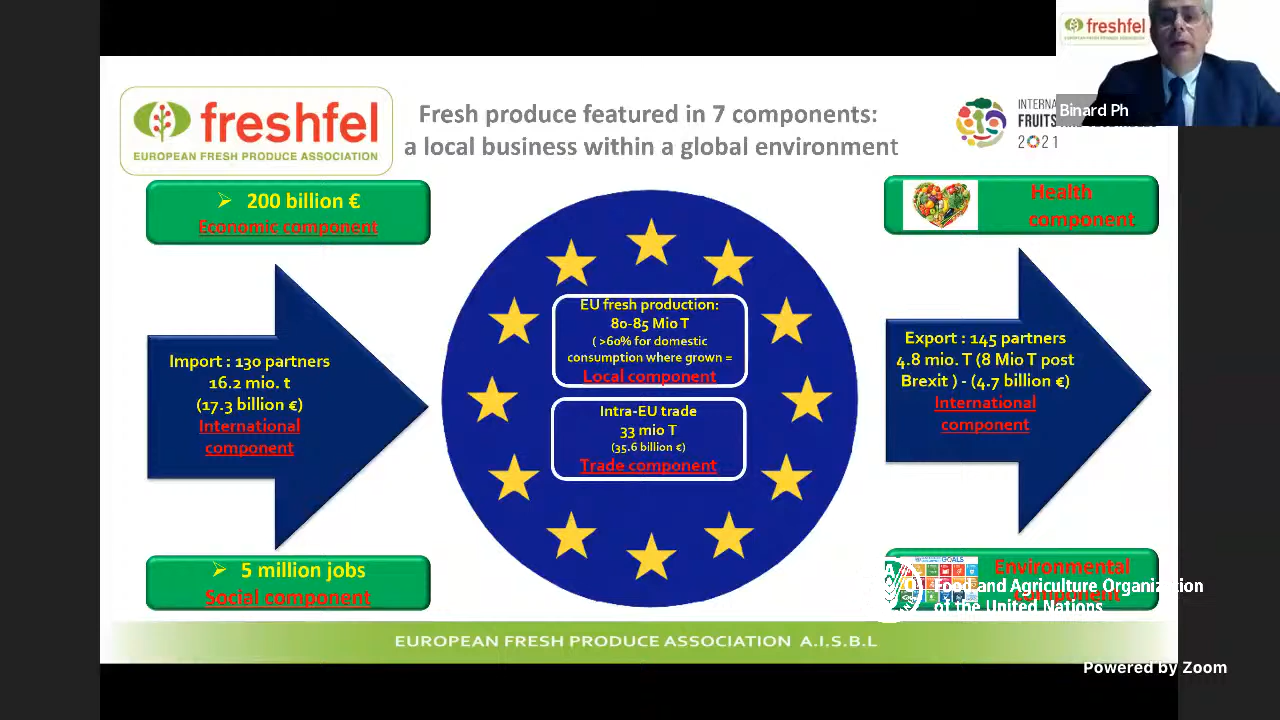 freshfel
EUROPEAN FRESH PRODUCE ASSOCIATION
Fresh produce featured in 7 components:
a local business within a global environment
INTERNA
FRUITS
2021
freshfel
Binard Ph
200 billion €
Economic component
Health
component
Import : 130 partners
16.2 mio. t
(17.3 billion €)
International
component
EU fresh production:
80-85 Mio T
( >60% for domestic
consumption where grown =
Local component
Intra-EU trade
33 mio T
(35.6 billion €)
Trade component
Export : 145 partners
4.8 mio. T (8 Mio T post
Brexit ) - (4.7 billion €)
International
component
5 million jobs
Social component
GOALS
Environmental
component
Food and Agriculture Organization
of the United Nations
EUROPEAN FRESH PRODUCE ASSOCIATION A.I.S.B.L
Powered by Zoom